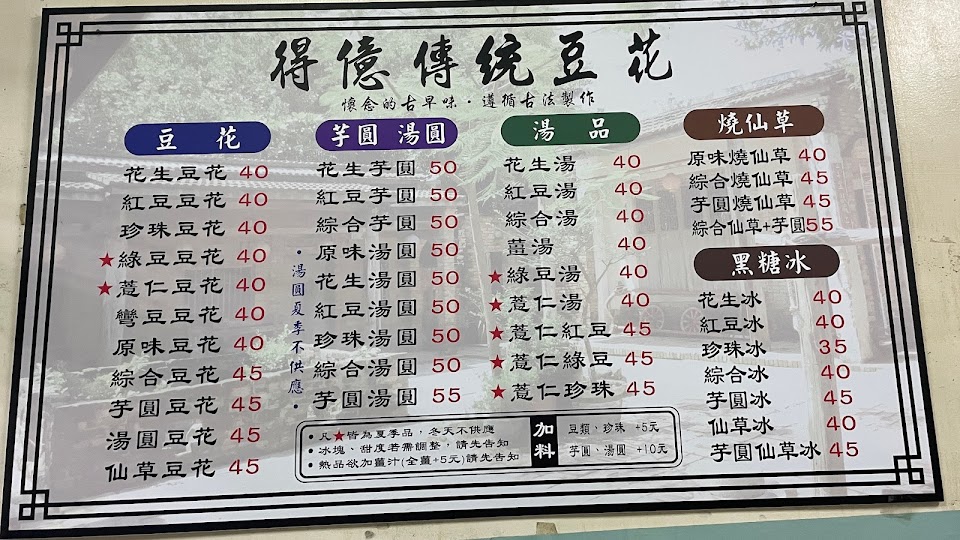 得億傳統豆花
懷念的古早味·遵循古法製作
豆 花
花生豆花 40
紅豆豆花 40
珍珠豆花 40
★綠豆豆花 40
★薏仁豆花 40
彎豆豆花 40
原味豆花 40
綜合豆花 45
芋圓豆花 45
湯圓豆花 45
仙草豆花 45
芋圓 湯圓
花生芋圓 50
紅豆芋圓 50
綜合芋圓 50
原味湯圓 50
花生湯圓 50
紅豆湯圓 50
珍珠湯圓 50
綜合湯圓 50
芋圓湯圓 55
·湯圓夏季不供應·
湯 品
花生湯 40
紅豆湯 40
綜合湯 40
薑湯 40
★綠豆湯 40
★薏仁湯 40
★薏仁紅豆 45
★薏仁綠豆 45
★薏仁珍珠 45
燒仙草
原味燒仙草 40
綜合燒仙草 45
芋圓燒仙草 45
綜合仙草+芋圓55
黑糖冰
花生冰 40
紅豆冰 40
珍珠冰 35
綜合冰 40
芋圓冰 45
仙草冰 40
芋圓仙草冰 45
• 凡★皆為夏季品，冬天不供應
• 冰塊、甜度若需調整，請先告知
• 熱品欲加薑汁(全薑+5元)請先告知
加料
豆類、珍珠 +5元
芋圓、湯圓 +10元